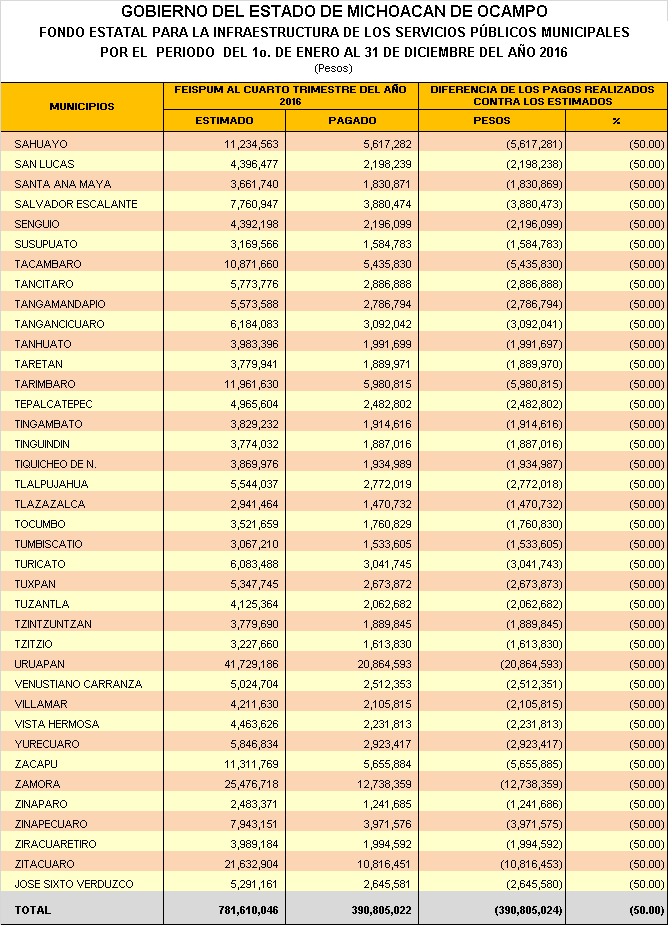 GOBIERNO DEL ESTADO DE MICHOACAN DE OCAMPO
FONDO ESTATAL PARA LA INFRAESTRUCTURA DE LOS SERVICIOS PÚBLICOS MUNICIPALES
POR EL PERIODO DEL 1o. DE ENERO AL 31 DE DICIEMBRE DEL AÑO 2016
(Pesos)
MUNICIPIOS FEISPUM AL CUARTO TRIMESTRE DEL AÑO 2016 DIFERENCIA DE LOS PAGOS REALIZADOS CONTRA LOS ESTIMADOS
ESTIMADO PAGADO PESOS %
SAHUAYO 11,234,563 5,617,282 (5,617,281) (50.00)
SAN LUCAS 4,396,477 2,198,239 (2,198,238) (50.00)
SANTA ANA MAYA 3,661,740 1,830,871 (1,830,869) (50.00)
SALVADOR ESCALANTE 7,760,947 3,880,474 (3,880,473) (50.00)
SENGUIO 4,392,198 2,196,099 (2,196,099) (50.00)
SUSUPUATO 3,169,566 1,584,783 (1,584,783) (50.00)
TACAMBARO 10,871,660 5,435,830 (5,435,830) (50.00)
TANCITARO 5,773,776 2,886,888 (2,886,888) (50.00)
TANGAMANDAPIO 5,573,588 2,786,794 (2,786,794) (50.00)
TANGANCICUARO 6,184,083 3,092,042 (3,092,041) (50.00)
TANHUATO 3,983,396 1,991,699 (1,991,697) (50.00)
TARETAN 3,779,941 1,889,971 (1,889,970) (50.00)
TARIMBARO 11,961,630 5,980,815 (5,980,815) (50.00)
TEPALCATEPEC 4,965,604 2,482,802 (2,482,802) (50.00)
TINGAMBATO 3,829,232 1,914,616 (1,914,616) (50.00)
TINGUINDIN 3,774,032 1,887,016 (1,887,016) (50.00)
TIQUICHEO DE N. 3,869,976 1,934,989 (1,934,987) (50.00)
TLALPUJAHUA 5,544,037 2,772,019 (2,772,018) (50.00)
TLAZAZALCA 2,941,464 1,470,732 (1,470,732) (50.00)
TOCUMBO 3,521,659 1,760,829 (1,760,830) (50.00)
TUMBISCATIO 3,067,210 1,533,605 (1,533,605) (50.00)
TURICATO 6,083,488 3,041,745 (3,041,743) (50.00)
TUXPAN 5,347,745 2,673,872 (2,673,873) (50.00)
TUZANTLA 4,125,364 2,062,682 (2,062,682) (50.00)
TZINTZUNTZAN 3,779,690 1,889,845 (1,889,845) (50.00)
TZITZIO 3,227,660 1,613,830 (1,613,830) (50.00)
URUAPAN 41,729,186 20,864,593 (20,864,593) (50.00)
VENUSTIANO CARRANZA 5,024,704 2,512,353 (2,512,351) (50.00)
VILLAMAR 4,211,630 2,105,815 (2,105,815) (50.00)
VISTA HERMOSA 4,463,626 2,231,813 (2,231,813) (50.00)
YURECUARO 5,846,834 2,923,417 (2,923,417) (50.00)
ZACAPU 11,311,769 5,655,884 (5,655,885) (50.00)
ZAMORA 25,476,718 12,738,359 (12,738,359) (50.00)
ZINAPARO 2,483,371 1,241,685 (1,241,686) (50.00)
ZINAPECUARO 7,943,151 3,971,576 (3,971,575) (50.00)
ZIRACUARETIRO 3,989,184 1,994,592 (1,994,592) (50.00)
ZITACUARO 21,632,904 10,816,451 (10,816,453) (50.00)
JOSE SIXTO VERDUZCO 5,291,161 2,645,581 (2,645,580) (50.00)
TOTAL 781,610,046 390,805,022 (390,805,024) (50.00)